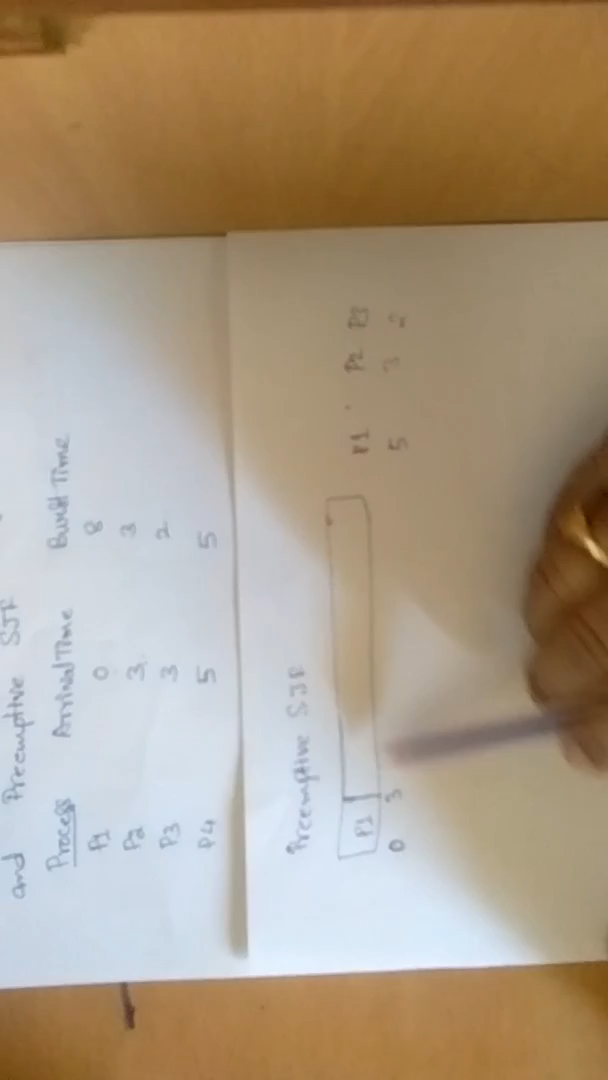 and Preemptive SJF
Process Arrival Time Burst Time
P1 0 8
P2 3 3
P3 3 2
P4 5 5
Preemptive SJF
P1 P1 P2 P3
0 3 5 3 2